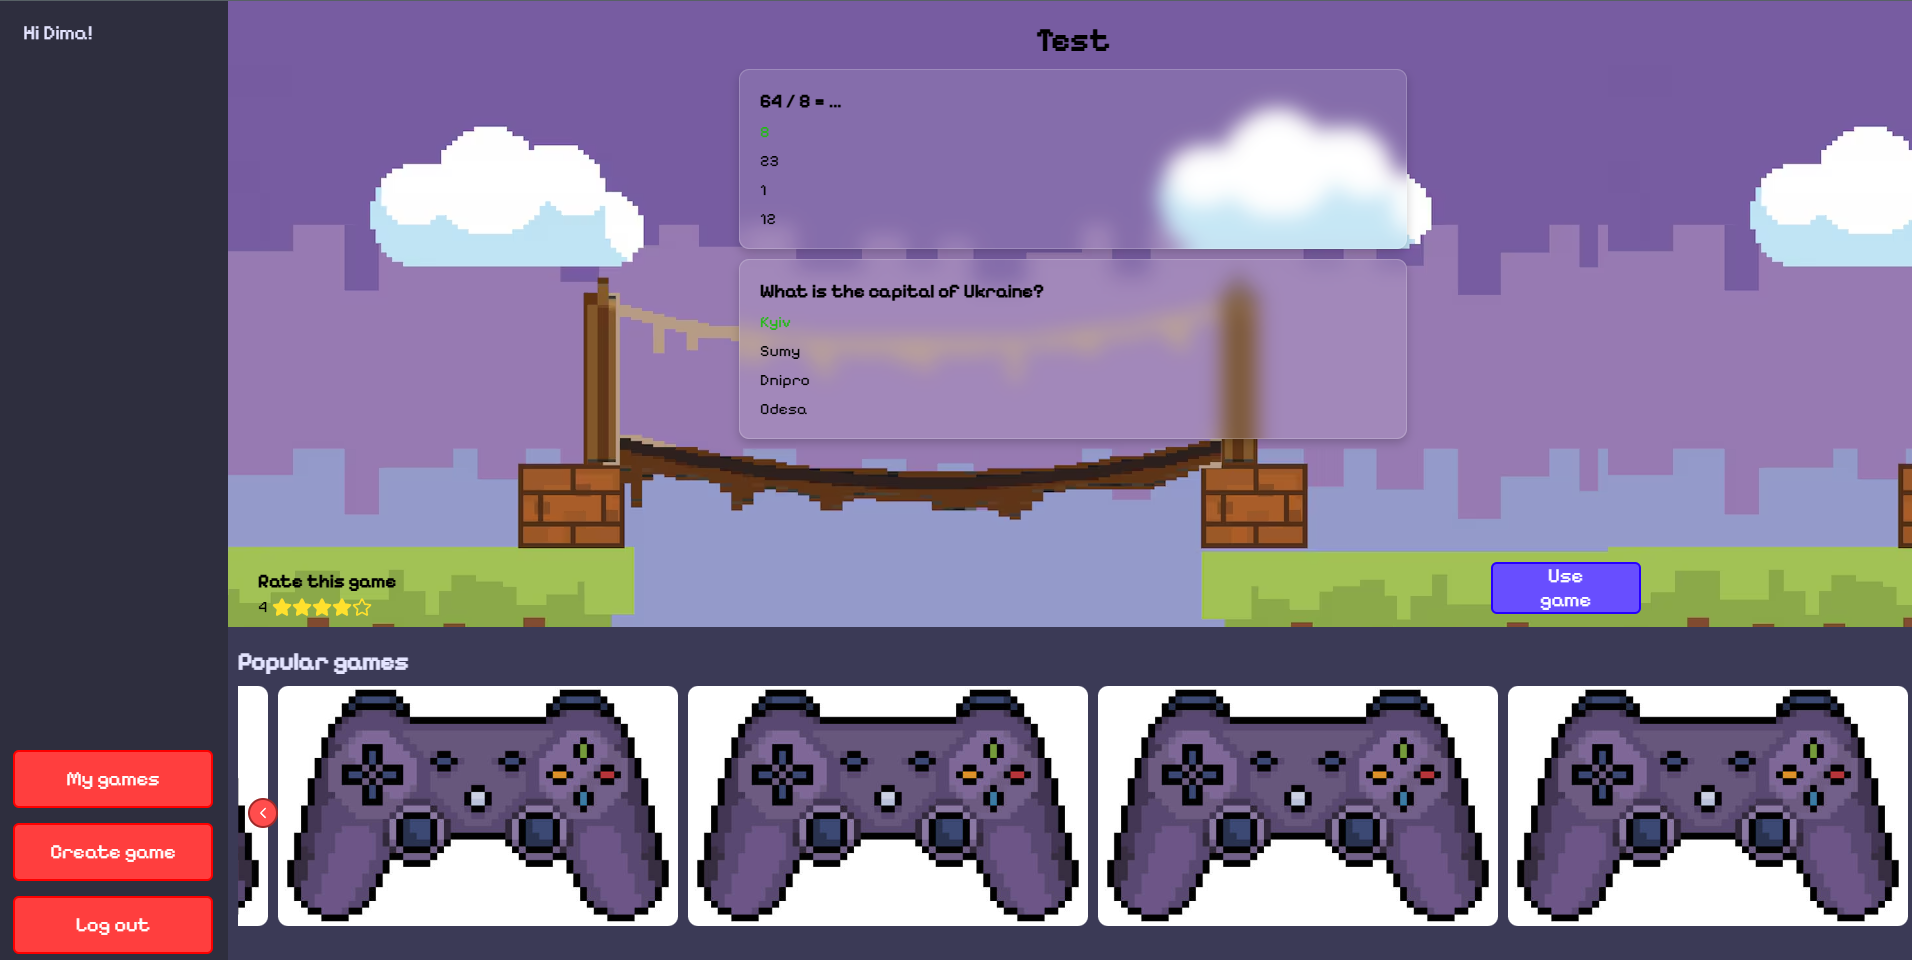 Hi Dima!
Test
64 / 8 = ...
8
23
1
12
What is the capital of Ukraine?
Kyiv
Sumy
Dnipro
Odesa
Rate this game
4
Use
game
Popular games
My games
Create game
Log out